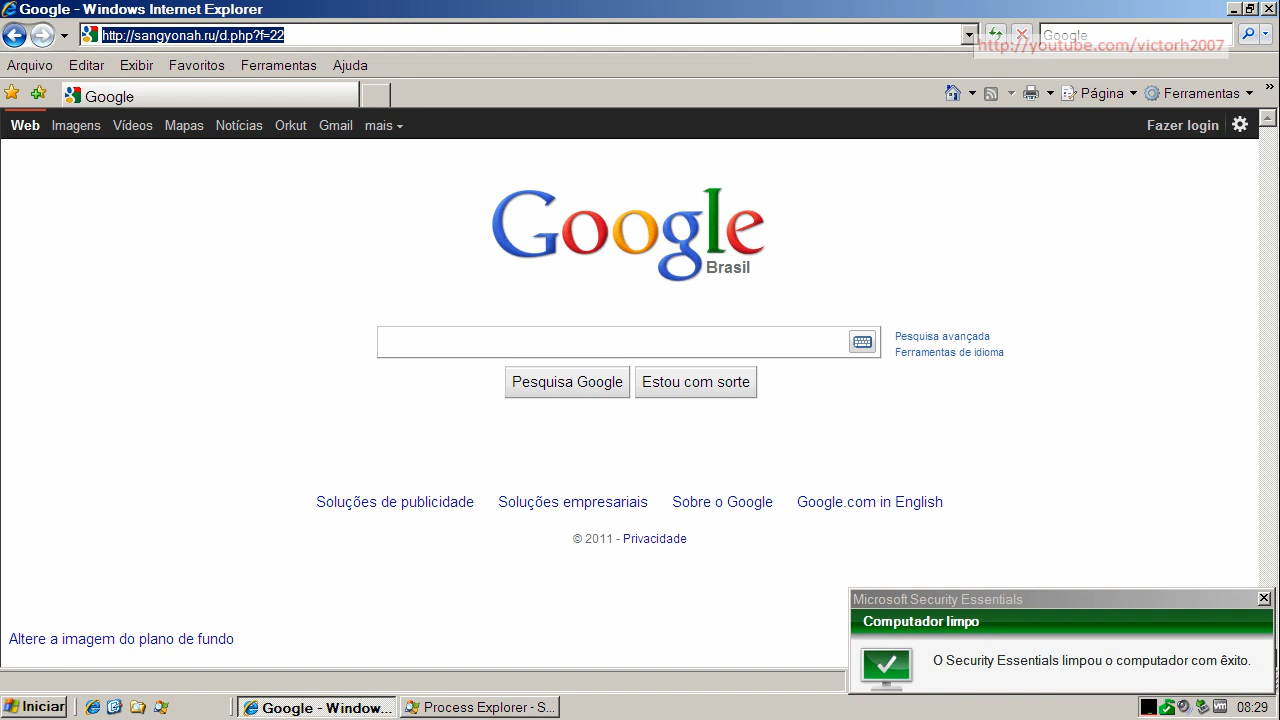 Google - Windows Internet Explorer
http://sangyonah.ru/d.php?f=22
Google
http://youtube.com/victorh2007
Arquivo Editar Exibir Favoritos Ferramentas Ajuda
Google
Página Ferramentas »
Web Imagens Vídeos Mapas Notícias Orkut Gmail mais
Fazer login
Google
Brasil
Pesquisa avançada
Ferramentas de idioma
Pesquisa Google Estou com sorte
Soluções de publicidade Soluções empresariais Sobre o Google Google.com in English
© 2011 - Privacidade
Altere a imagem do plano de fundo
Microsoft Security Essentials
Computador limpo
O Security Essentials limpou o computador com êxito.
Iniciar
Google - Window...
Process Explorer - S...
08:29